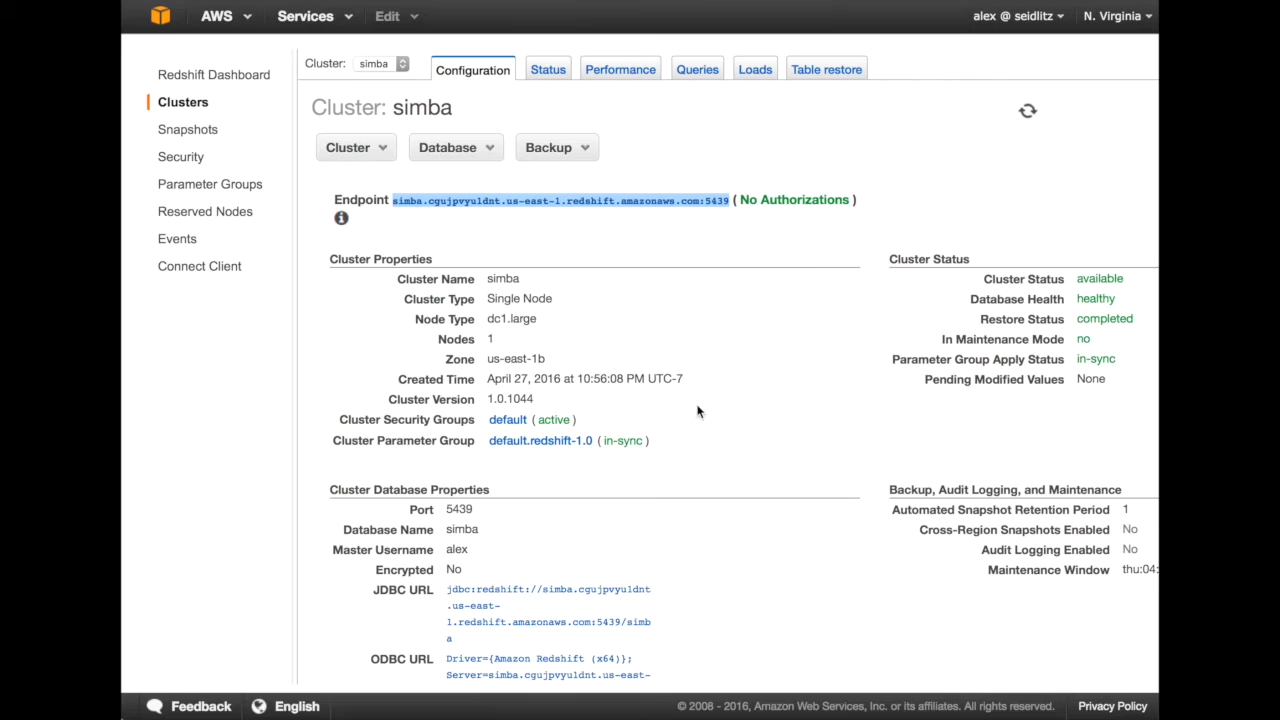 AWS Services Edit alex @ seidlitz N. Virginia
Redshift Dashboard
Clusters
Snapshots
Security
Parameter Groups
Reserved Nodes
Events
Connect Client
Cluster: simba Configuration Status Performance Queries Loads Table restore
Cluster: simba
Cluster Database Backup
Endpoint simba.cgujpvyu1dnt.us-east-1.redshift.amazonaws.com:5439 ( No Authorizations )
Cluster Properties
Cluster Name simba
Cluster Type Single Node
Node Type dc1.large
Nodes 1
Zone us-east-1b
Created Time April 27, 2016 at 10:56:08 PM UTC-7
Cluster Version 1.0.1044
Cluster Security Groups default ( active )
Cluster Parameter Group default.redshift-1.0 ( in-sync )
Cluster Status
Cluster Status available
Database Health healthy
Restore Status completed
In Maintenance Mode no
Parameter Group Apply Status in-sync
Pending Modified Values None
Cluster Database Properties
Port 5439
Database Name simba
Master Username alex
Encrypted No
JDBC URL jdbc:redshift://simba.cgujpvyu1dnt
.us-east-
1.redshift.amazonaws.com:5439/simb
a
ODBC URL Driver={Amazon Redshift (x64)};
Server=simba.cgujpvyu1dnt.us-east-
Backup, Audit Logging, and Maintenance
Automated Snapshot Retention Period 1
Cross-Region Snapshots Enabled No
Audit Logging Enabled No
Maintenance Window thu:04:
Feedback English © 2008 - 2016, Amazon Web Services, Inc. or its affiliates. All rights reserved. Privacy Policy